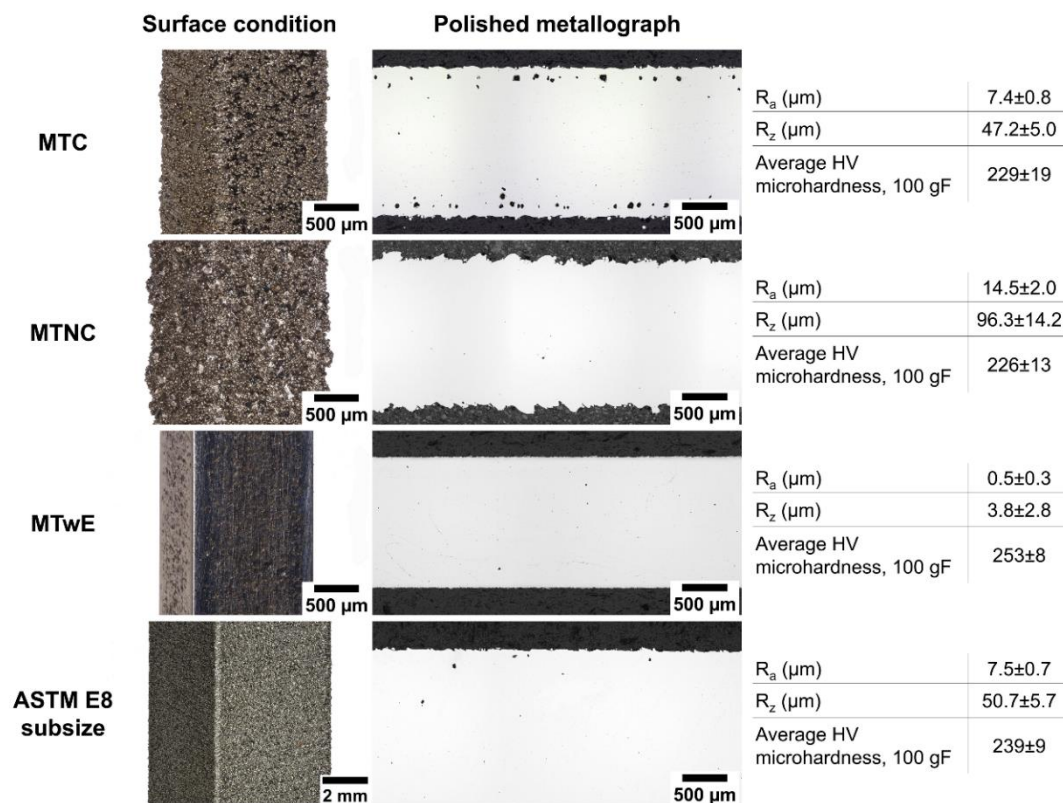 Surface condition Polished metallograph
MTC
500 µm
500 µm
Rₐ (µm) 7.4±0.8
R_z (µm) 47.2±5.0
Average HV
microhardness, 100 gF 229±19
MTNC
500 µm
500 µm
Rₐ (µm) 14.5±2.0
R_z (µm) 96.3±14.2
Average HV
microhardness, 100 gF 226±13
MTwE
500 µm
500 µm
Rₐ (µm) 0.5±0.3
R_z (µm) 3.8±2.8
Average HV
microhardness, 100 gF 253±8
ASTM E8
subsize
2 mm
500 µm
Rₐ (µm) 7.5±0.7
R_z (µm) 50.7±5.7
Average HV
microhardness, 100 gF 239±9